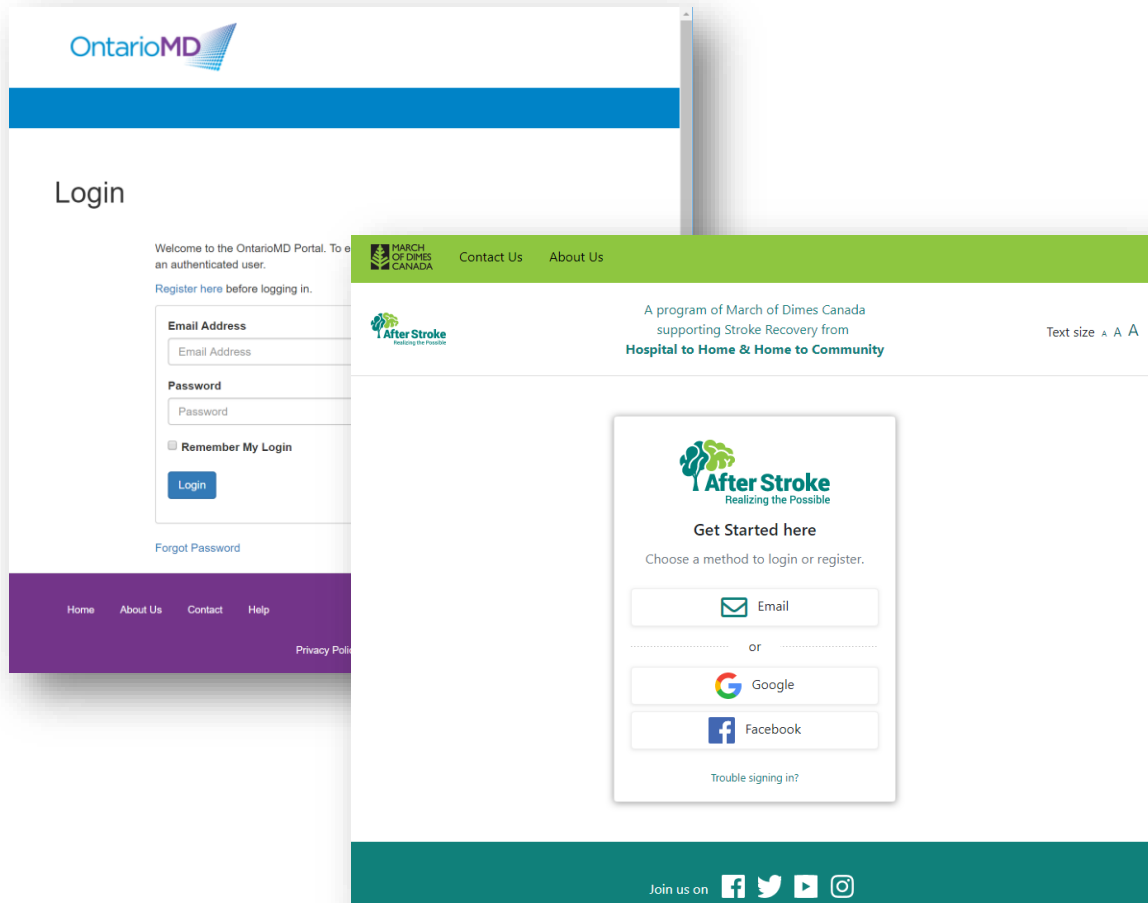 OntarioMD
Login
Welcome to the OntarioMD Portal. To e
an authenticated user.
Register here before logging in.
Email Address
Email Address
Password
Password
Remember My Login
Login
Forgot Password
Home About Us Contact Help
Privacy Polic
MARCH
OF DIMES
CANADA
Contact Us About Us
After Stroke
Realizing the Possible
A program of March of Dimes Canada
supporting Stroke Recovery from
Hospital to Home & Home to Community
Text size A A A
After Stroke
Realizing the Possible
Get Started here
Choose a method to login or register.
Email
or
Google
Facebook
Trouble signing in?
Join us on